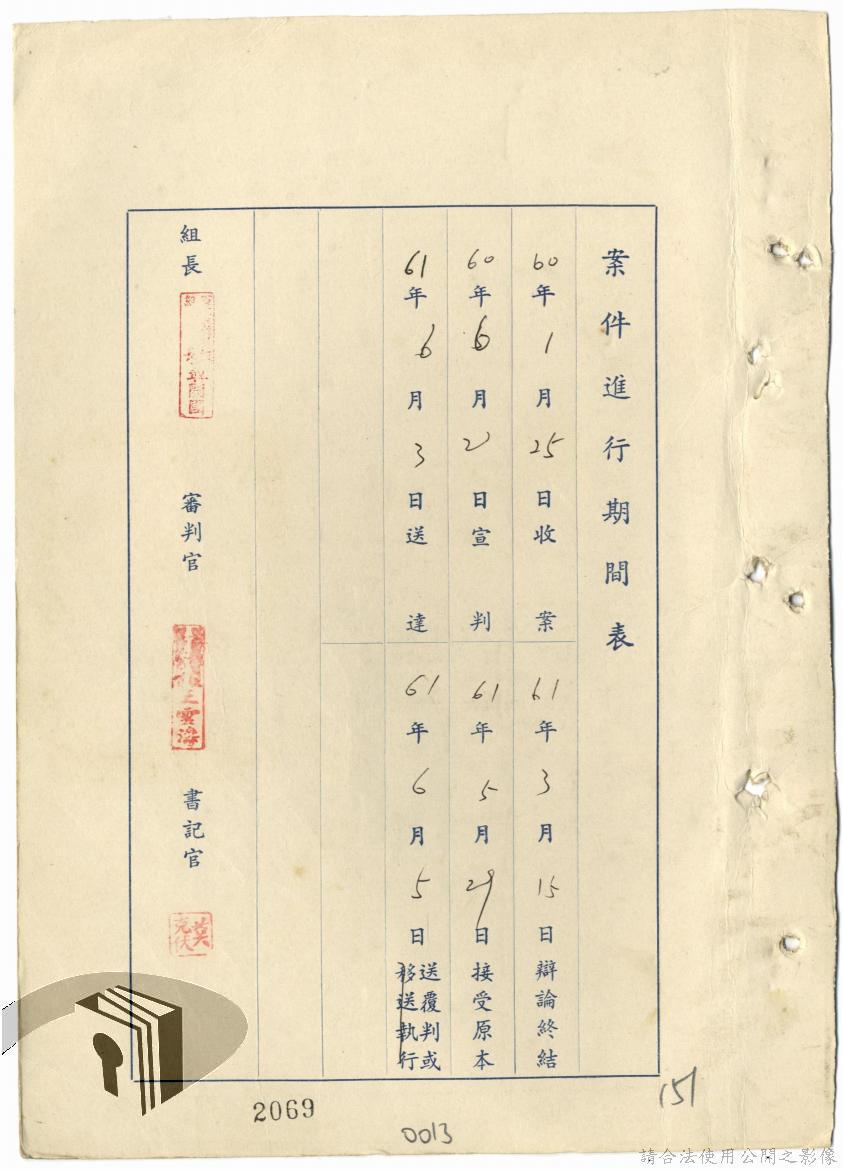 案件進行期間表
60年1月25日收案
61年3月15日辯論終結
60年6月2日宣判
61年5月29日接受原本
61年6月3日送達
61年6月5日送覆判或移送執行
組長
審判官
王雲濤
書記官
莫
2069
0013
151
請合法使用公開之影像